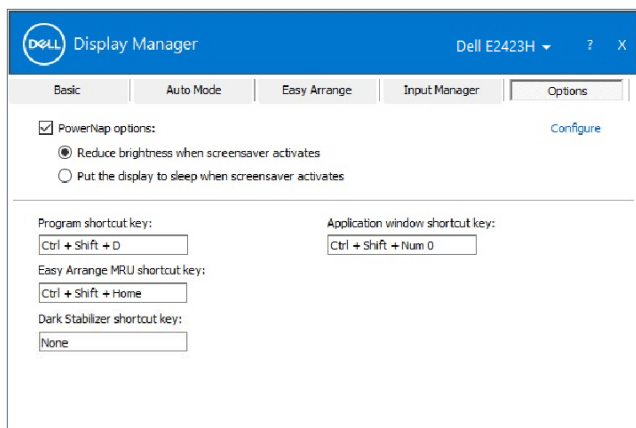 DELL Display Manager Dell E2423H ? X
Basic Auto Mode Easy Arrange Input Manager Options
PowerNap options: Configure
Reduce brightness when screensaver activates
Put the display to sleep when screensaver activates
Program shortcut key: Application window shortcut key:
Ctrl + Shift + D Ctrl + Shift + Num 0
Easy Arrange MRU shortcut key:
Ctrl + Shift + Home
Dark Stabilizer shortcut key:
None